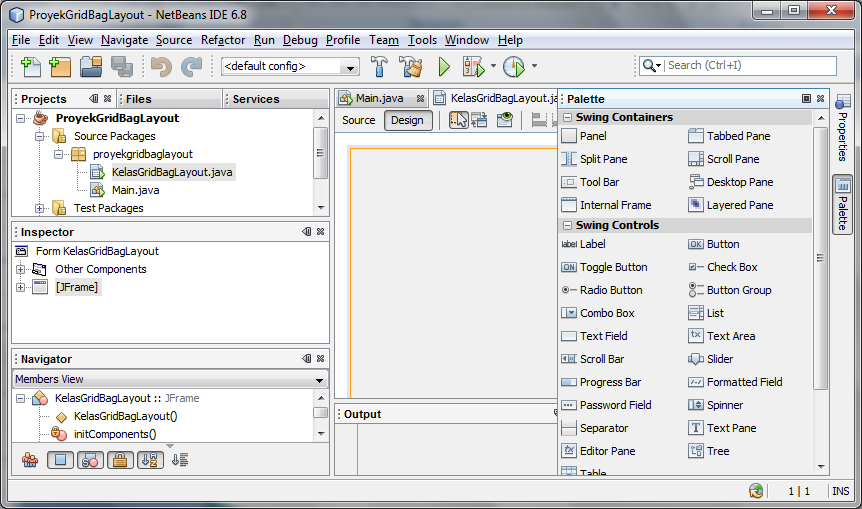 ProyekGridBagLayout - NetBeans IDE 6.8
File Edit View Navigate Source Refactor Run Debug Profile Team Tools Window Help
<default config>
Search (Ctrl+I)
Projects Files Services
ProyekGridBagLayout
Source Packages
proyekgridbaglayout
KelasGridBagLayout.java
Main.java
Test Packages
Inspector
Form KelasGridBagLayout
Other Components
[JFrame]
Navigator
Members View
KelasGridBagLayout :: JFrame
KelasGridBagLayout()
initComponents()
Main.java KelasGridBagLayout.ja
Source Design
Output
Palette
Swing Containers
Panel Tabbed Pane
Split Pane Scroll Pane
Tool Bar Desktop Pane
Internal Frame Layered Pane
Swing Controls
Label Button
Toggle Button Check Box
Radio Button Button Group
Combo Box List
Text Field Text Area
Scroll Bar Slider
Progress Bar Formatted Field
Password Field Spinner
Separator Text Pane
Editor Pane Tree
Table
Properties
Palette
1 | 1 INS